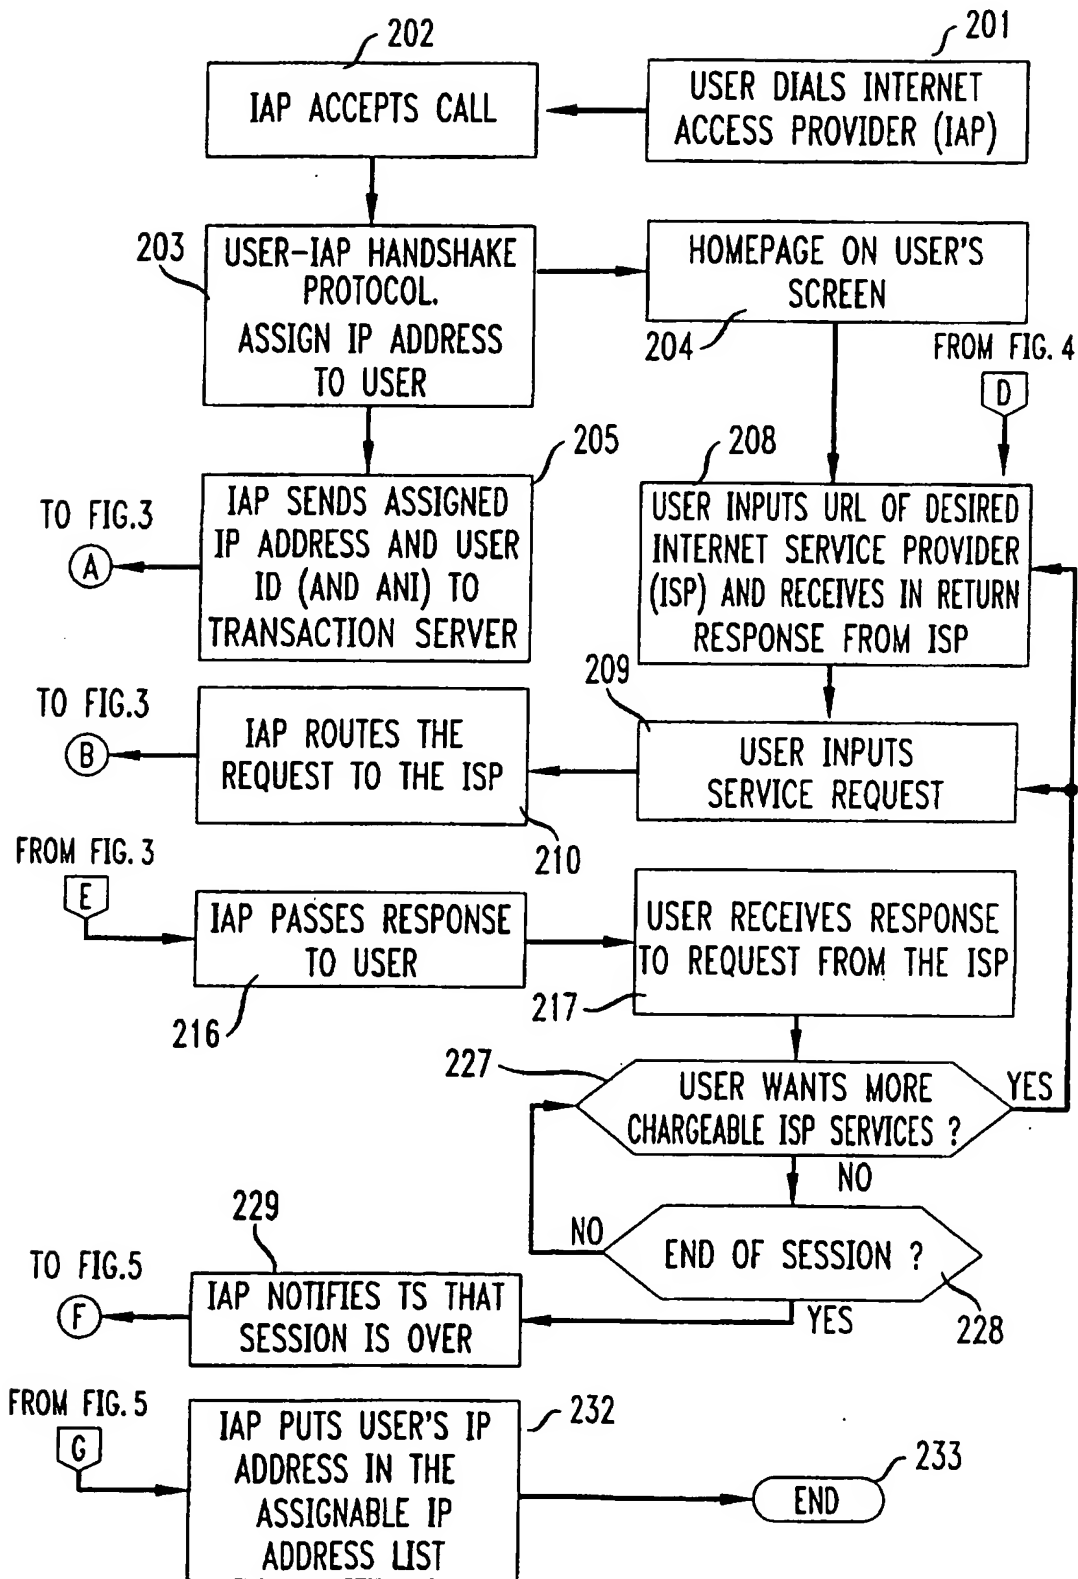 202
201
IAP ACCEPTS CALL
USER DIALS INTERNET
ACCESS PROVIDER (IAP)
203
USER-IAP HANDSHAKE
PROTOCOL.
ASSIGN IP ADDRESS
TO USER
HOMEPAGE ON USER'S
SCREEN
204
FROM FIG. 4
D
205
208
TO FIG.3
A
IAP SENDS ASSIGNED
IP ADDRESS AND USER
ID (AND ANI) TO
TRANSACTION SERVER
USER INPUTS URL OF DESIRED
INTERNET SERVICE PROVIDER
(ISP) AND RECEIVES IN RETURN
RESPONSE FROM ISP
209
TO FIG.3
B
IAP ROUTES THE
REQUEST TO THE ISP
USER INPUTS
SERVICE REQUEST
210
FROM FIG. 3
E
IAP PASSES RESPONSE
TO USER
USER RECEIVES RESPONSE
TO REQUEST FROM THE ISP
216
217
227
USER WANTS MORE
CHARGEABLE ISP SERVICES ?
YES
NO
229
NO
END OF SESSION ?
228
TO FIG.5
F
IAP NOTIFIES TS THAT
SESSION IS OVER
YES
FROM FIG. 5
G
IAP PUTS USER'S IP
ADDRESS IN THE
ASSIGNABLE IP
ADDRESS LIST
232
233
END